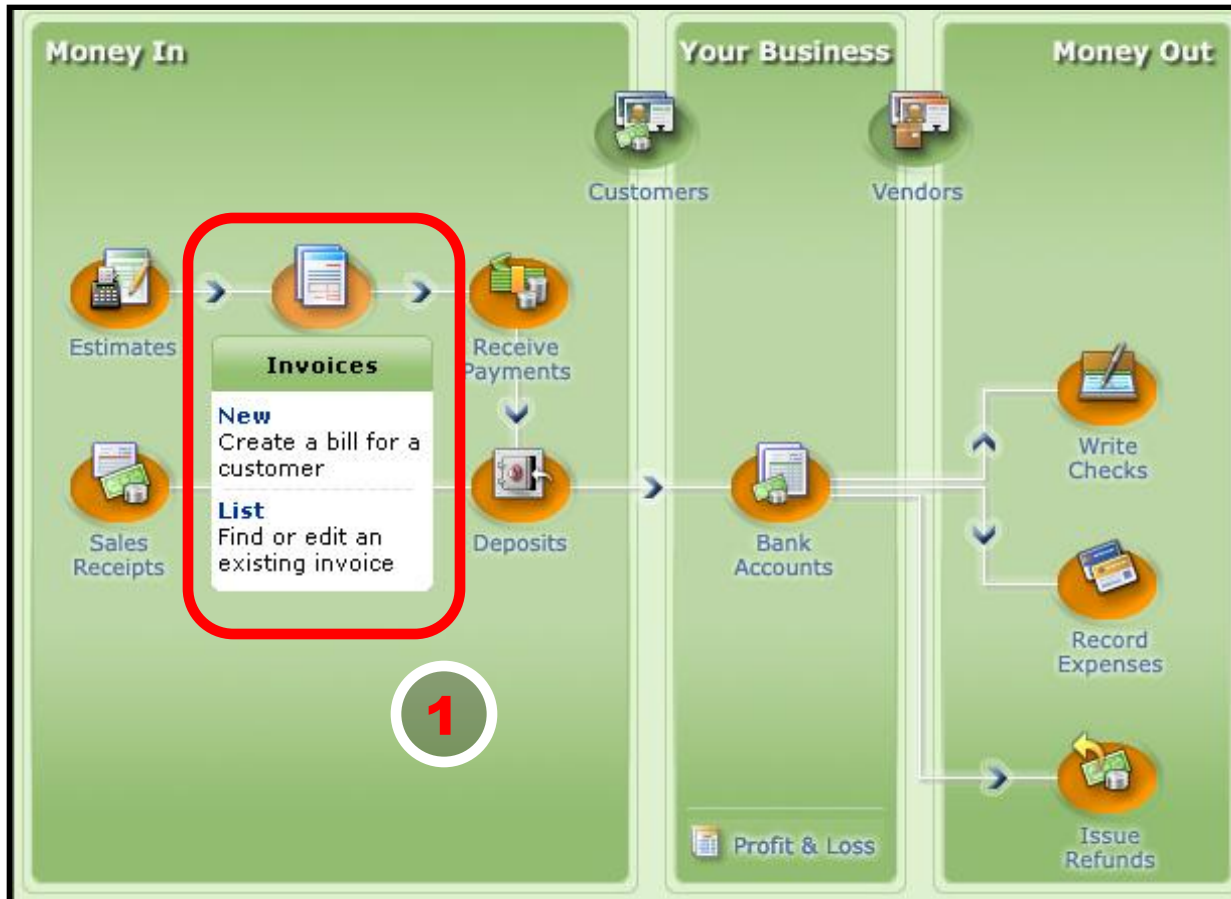 Money In
Your Business
Money Out
Customers
Vendors
Estimates
Invoices
New
Create a bill for a
customer
List
Find or edit an
existing invoice
Receive
Payments
Sales
Receipts
Deposits
1
Bank
Accounts
Profit & Loss
Write
Checks
Record
Expenses
Issue
Refunds